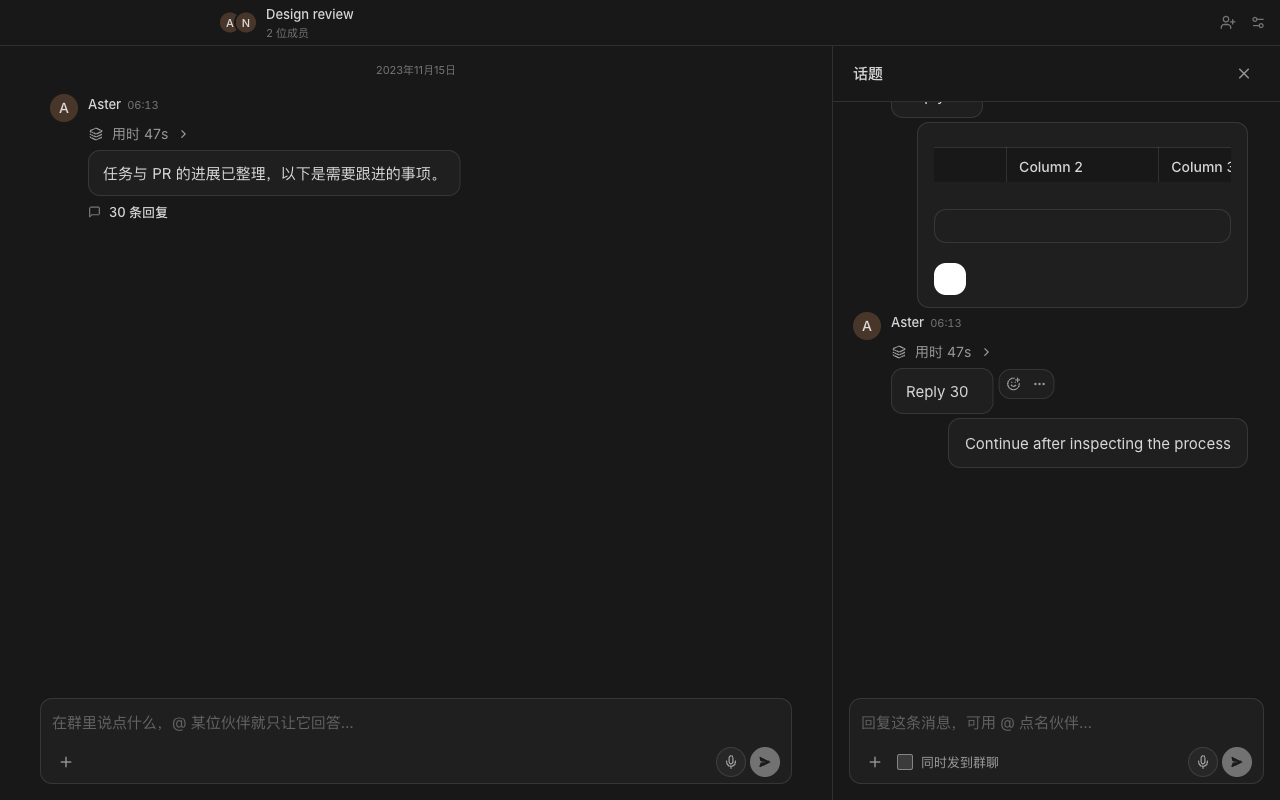 A N
Design review
2 位成员
2023年11月15日
A
Aster 06:13
用时 47s
任务与 PR 的进展已整理，以下是需要跟进的事项。
30 条回复
在群里说点什么，@ 某位伙伴就只让它回答...
话题
Column 2
Column 3
A
Aster 06:13
用时 47s
Reply 30
Continue after inspecting the process
回复这条消息，可用 @ 点名伙伴...
同时发到群聊